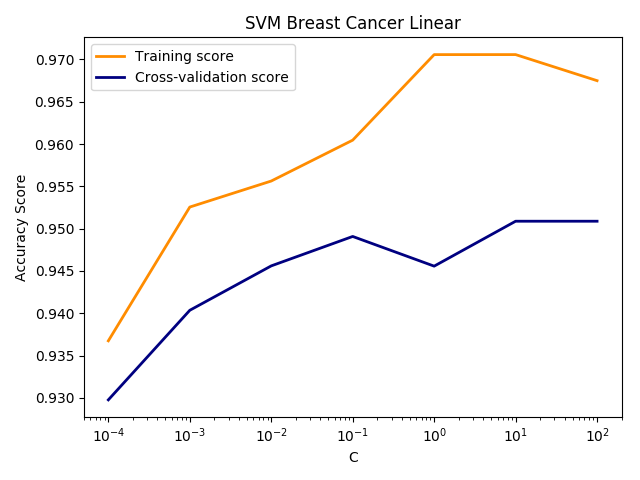 SVM Breast Cancer Linear
Training score
Cross-validation score
Accuracy Score
0.970
0.965
0.960
0.955
0.950
0.945
0.940
0.935
0.930
10⁻⁴ 10⁻³ 10⁻² 10⁻¹ 10⁰ 10¹ 10²
C